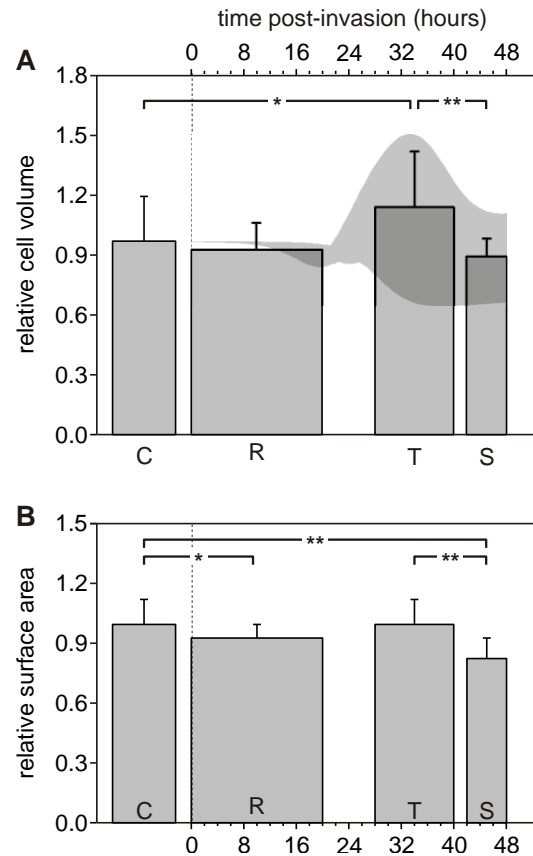 time post-invasion (hours)
0 8 16 24 32 40 48
A
relative cell volume
1.8
1.5
1.2
0.9
0.6
0.3
0.0
* **
C R T S
B
relative surface area
1.5
1.2
0.9
0.6
0.3
0.0
**
* **
C R T S
0 8 16 24 32 40 48